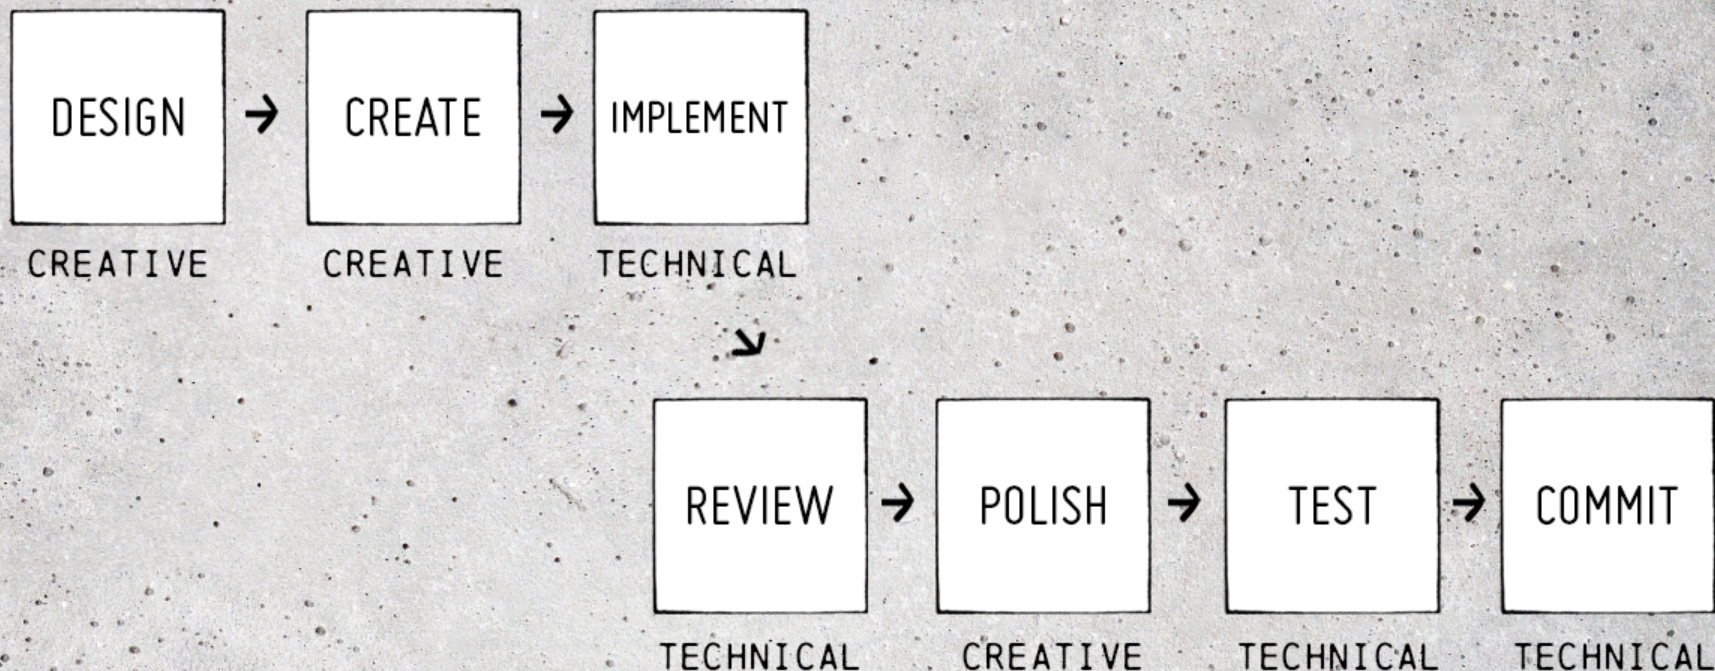 DESIGN
CREATE
IMPLEMENT
CREATIVE
CREATIVE
TECHNICAL
REVIEW
POLISH
TEST
COMMIT
TECHNICAL
CREATIVE
TECHNICAL
TECHNICAL